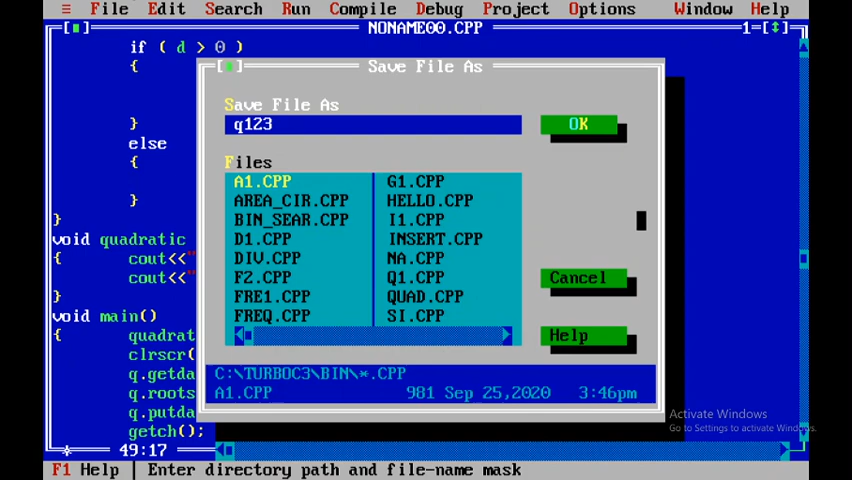 ≡ File Edit Search Run Compile Debug Project Options Window Help
[■] NONAME00.CPP 1=[↕]
if ( d > 0 )
{
}
else
{
}
}
void quadratic
{ cout<<"
cout<<"
}
void main()
{ quadrat
clrscr(
q.getda
q.roots
q.putda
getch();
49:17
[■] Save File As
Save File As
q123
OK
Files
A1.CPP G1.CPP
AREA_CIR.CPP HELLO.CPP
BIN_SEAR.CPP I1.CPP
D1.CPP INSERT.CPP
DIV.CPP NA.CPP
F2.CPP Q1.CPP
FRE1.CPP QUAD.CPP
FREQ.CPP SI.CPP
Cancel
Help
C:\TURBOC3\BIN\*.CPP
A1.CPP 981 Sep 25,2020 3:46pm
Activate Windows
Go to Settings to activate Windows.
F1 Help | Enter directory path and file-name mask